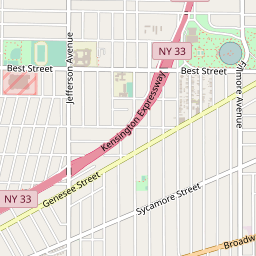 NY 33
Best Street
Best Street
Jefferson Avenue
Kensington Expressway
Fillmore Avenue
NY 33
Genesee Street
Sycamore Street
Broadw